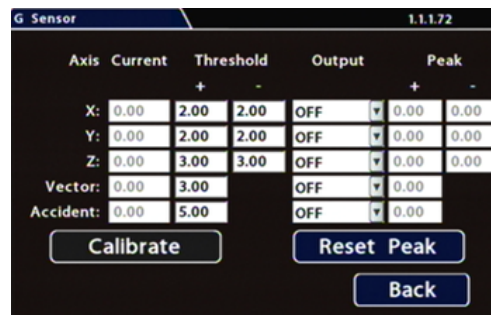 G Sensor 1.1.1.72
Axis Current Threshold Output Peak
+ - + -
X: 0.00 2.00 2.00 OFF 0.00 0.00
Y: 0.00 2.00 2.00 OFF 0.00 0.00
Z: 0.00 3.00 3.00 OFF 0.00 0.00
Vector: 0.00 3.00 OFF 0.00
Accident: 0.00 5.00 OFF 0.00
Calibrate Reset Peak
Back